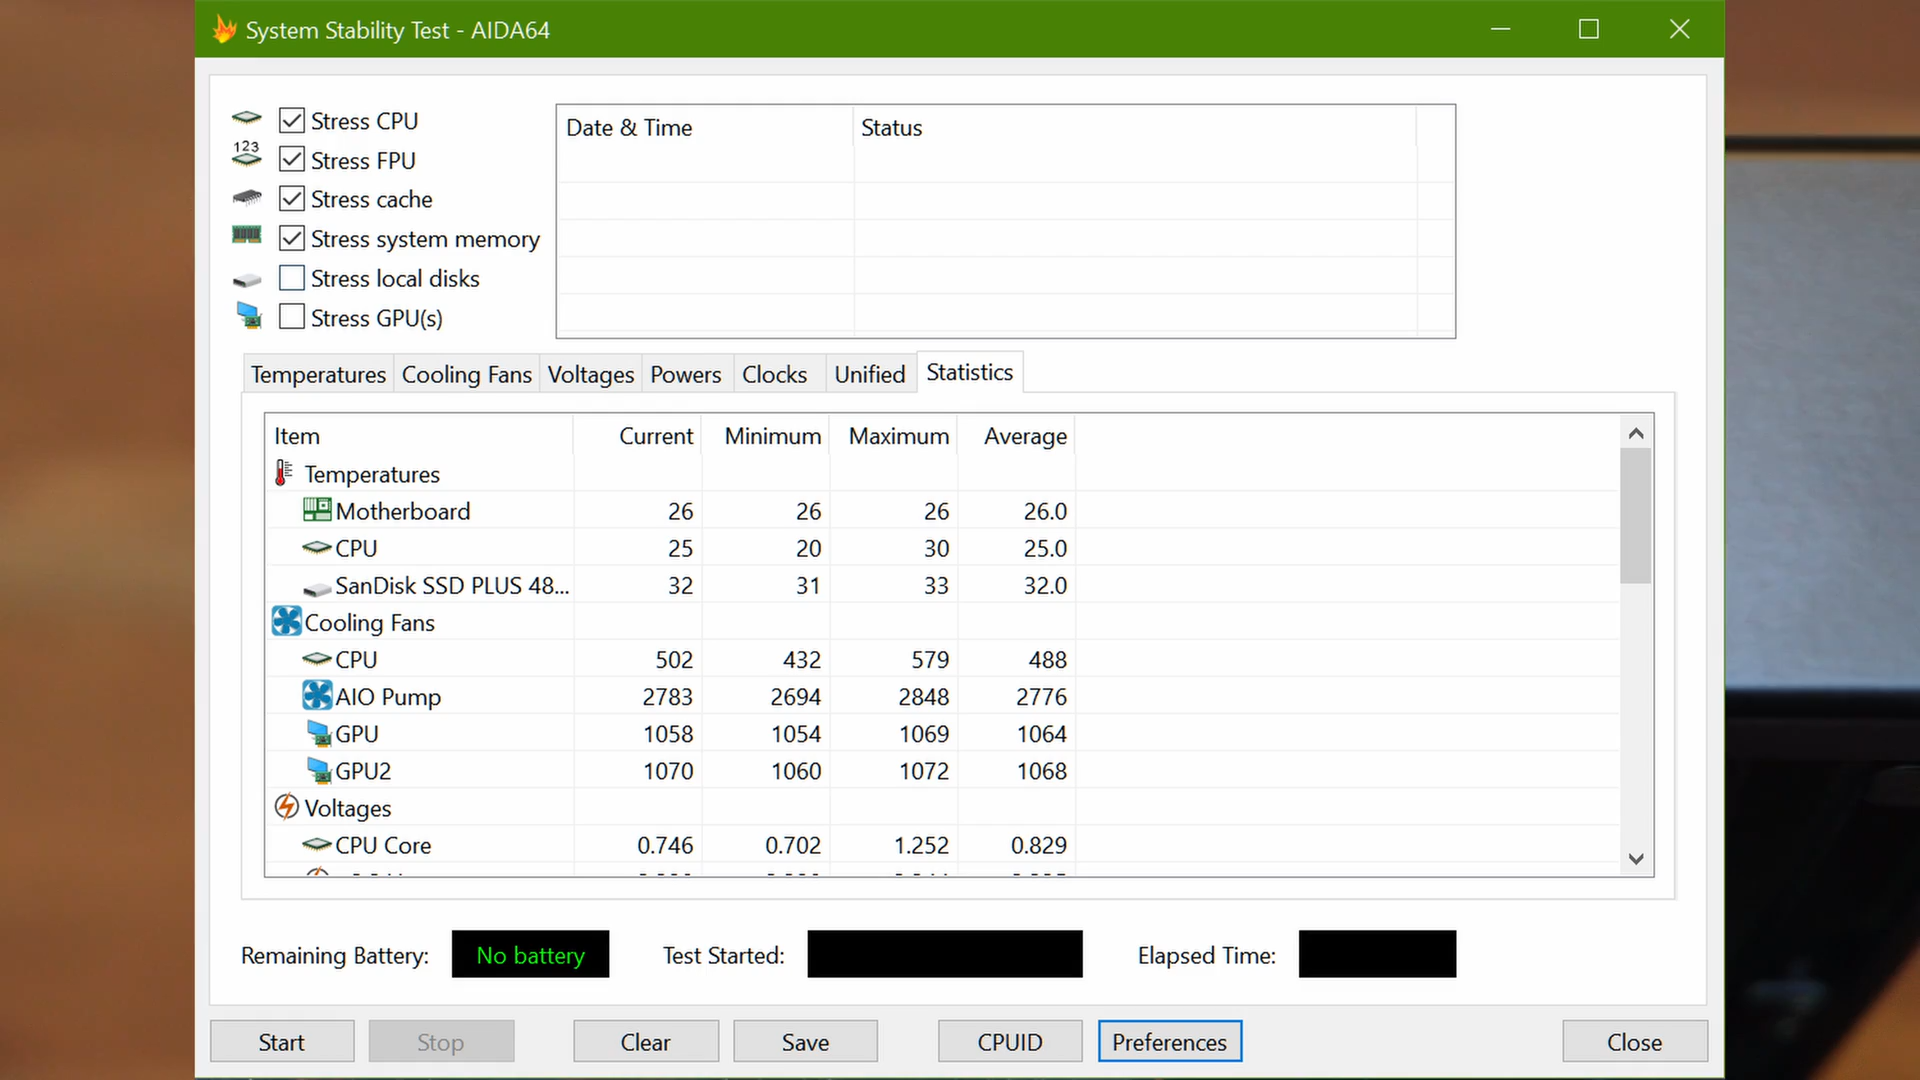 System Stability Test - AIDA64
Stress CPU
123
Stress FPU
Stress cache
Stress system memory
Stress local disks
Stress GPU(s)
Date & Time Status
Temperatures Cooling Fans Voltages Powers Clocks Unified Statistics
Item Current Minimum Maximum Average
Temperatures
Motherboard 26 26 26 26.0
CPU 25 20 30 25.0
SanDisk SSD PLUS 48... 32 31 33 32.0
Cooling Fans
CPU 502 432 579 488
AIO Pump 2783 2694 2848 2776
GPU 1058 1054 1069 1064
GPU2 1070 1060 1072 1068
Voltages
CPU Core 0.746 0.702 1.252 0.829
Remaining Battery: No battery Test Started: Elapsed Time:
Start Stop Clear Save CPUID Preferences Close